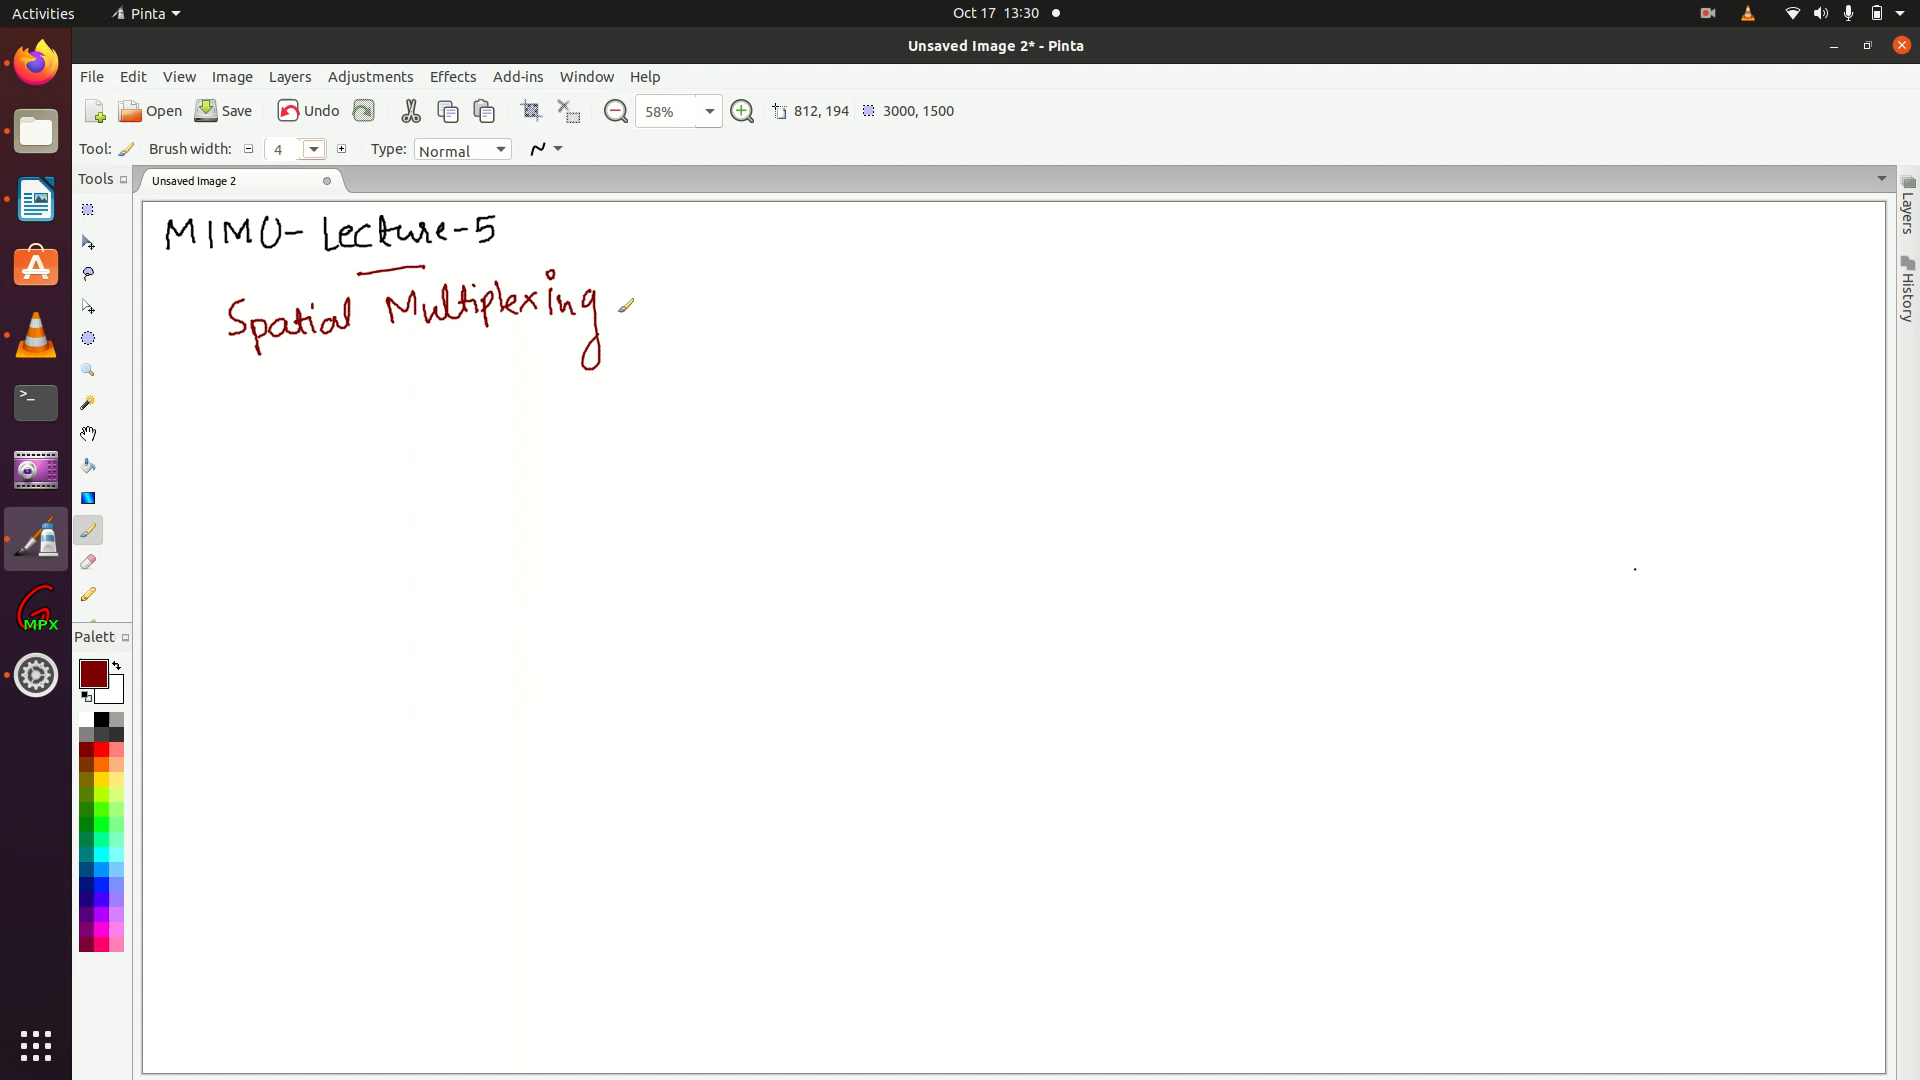 Activities Pinta Oct 17 13:30
Unsaved Image 2* - Pinta
File Edit View Image Layers Adjustments Effects Add-ins Window Help
Open Save Undo 58% 812, 194 3000, 1500
Tool: Brush width: 4 Type: Normal
Tools Unsaved Image 2
Layers
History
MIMO- Lecture-5
Spatial Multiplexing
>_
MPX
Palett